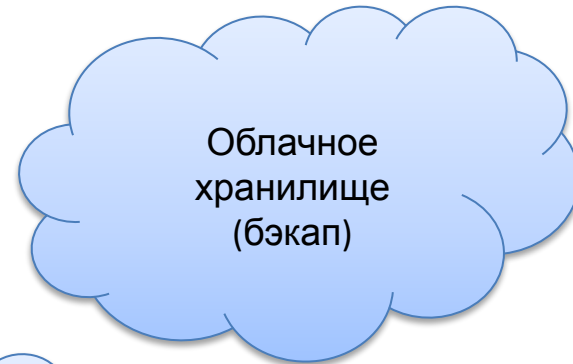 Облачное
хранилище
(бэкап)